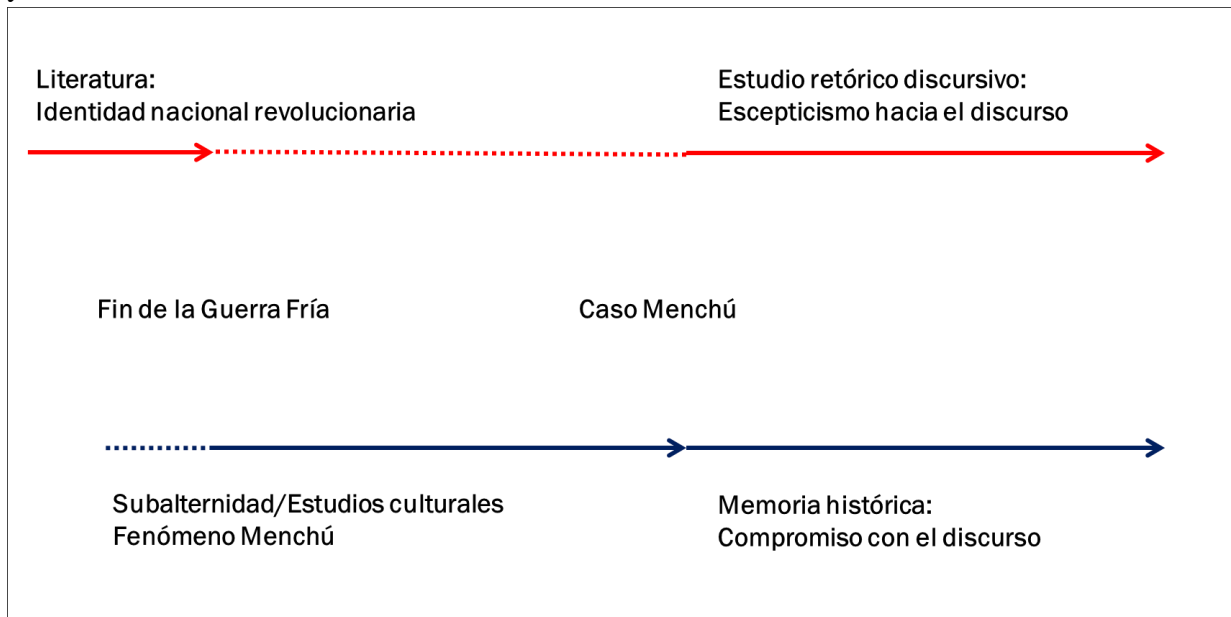 Literatura:
Identidad nacional revolucionaria
Estudio retórico discursivo:
Escepticismo hacia el discurso
Fin de la Guerra Fría
Caso Menchú
Subalternidad/Estudios culturales
Fenómeno Menchú
Memoria histórica:
Compromiso con el discurso